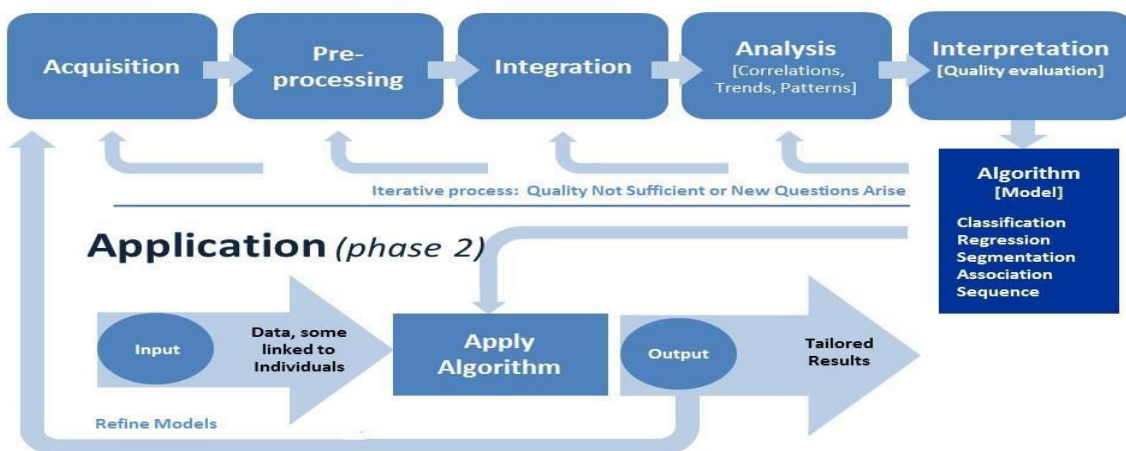 Acquisition
Pre-
processing
Integration
Analysis
[Correlations,
Trends, Patterns]
Interpretation
[Quality evaluation]
Iterative process: Quality Not Sufficient or New Questions Arise
Algorithm
[Model]
Classification
Regression
Segmentation
Association
Sequence
Application (phase 2)
Input
Data, some
linked to
Individuals
Apply
Algorithm
Output
Tailored
Results
Refine Models